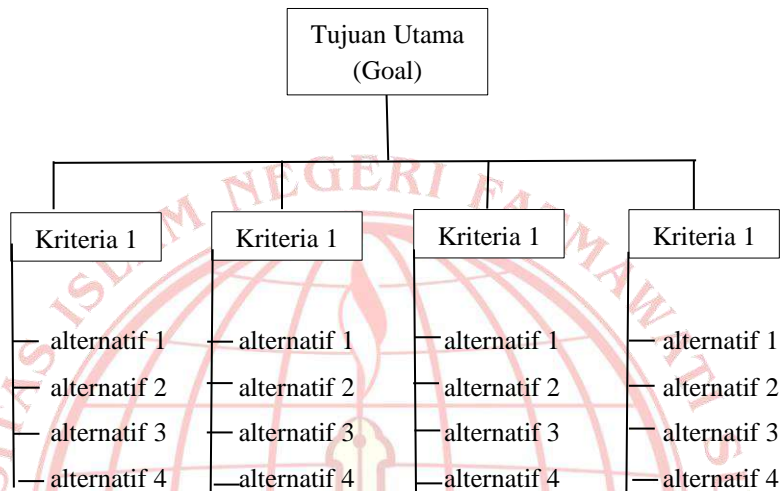 Tujuan Utama
(Goal)
Kriteria 1 Kriteria 1 Kriteria 1 Kriteria 1
alternatif 1 alternatif 1 alternatif 1 alternatif 1
alternatif 2 alternatif 2 alternatif 2 alternatif 2
alternatif 3 alternatif 3 alternatif 3 alternatif 3
alternatif 4 alternatif 4 alternatif 4 alternatif 4
ISLAM NEGERI FATMAWATI